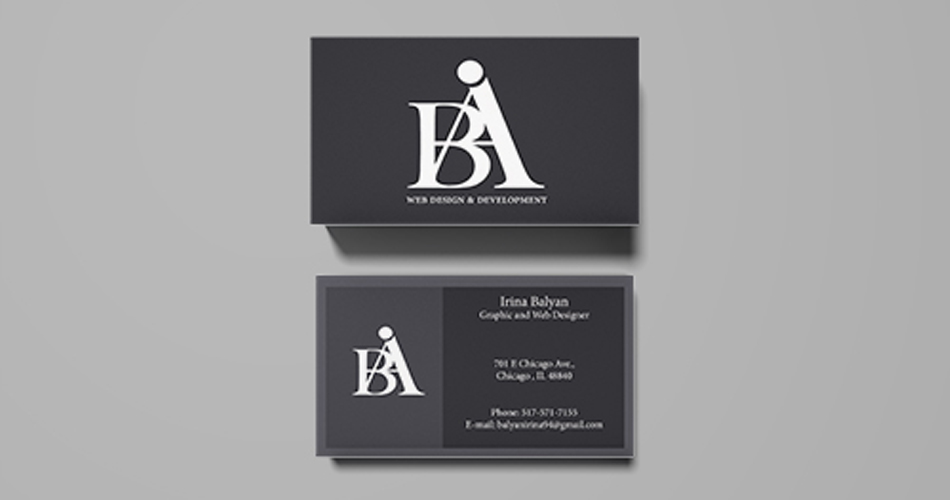 BA
WEB DESIGN & DEVELOPMENT
BA
Irina Balyan
Graphic and Web Designer
701 E Chicago Ave.,
Chicago , IL 48840
Phone: 517-571-7155
E-mail: balyanirina94@gmail.com